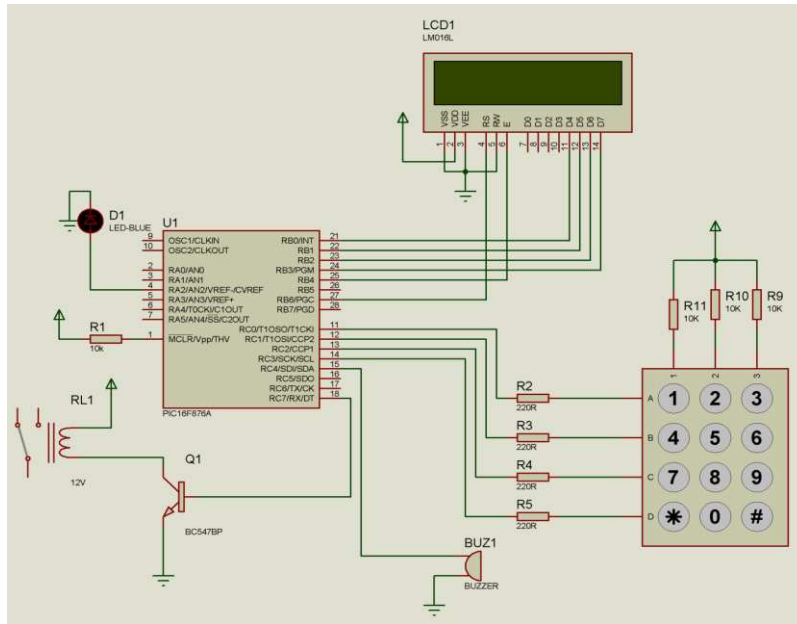 LCD1
LM016L
VSS VDD VEE RS RW E D0 D1 D2 D3 D4 D5 D6 D7
1 2 3 4 5 6 7 8 9 10 11 12 13 14
D1
LED-BLUE
U1
9 OSC1/CLKIN RB0/INT 21
10 OSC2/CLKOUT RB1 22
RB2 23
2 RA0/AN0 RB3/PGM 24
3 RA1/AN1 RB4 25
4 RA2/AN2/VREF-/CVREF RB5 26
5 RA3/AN3/VREF+ RB6/PGC 27
6 RA4/T0CKI/C1OUT RB7/PGD 28
7 RA5/AN4/SS/C2OUT
RC0/T1OSO/T1CKI 11
1 MCLR/Vpp/THV RC1/T1OSI/CCP2 12
RC2/CCP1 13
RC3/SCK/SCL 14
RC4/SDI/SDA 15
RC5/SDO 16
RC6/TX/CK 17
RC7/RX/DT 18
PIC16F876A
R1
10k
RL1
12V
Q1
BC547BP
R2
220R
R3
220R
R4
220R
R5
220R
BUZ1
BUZZER
R11
10K
R10
10K
R9
10K
1 2 3
A 1 2 3
B 4 5 6
C 7 8 9
D * 0 #